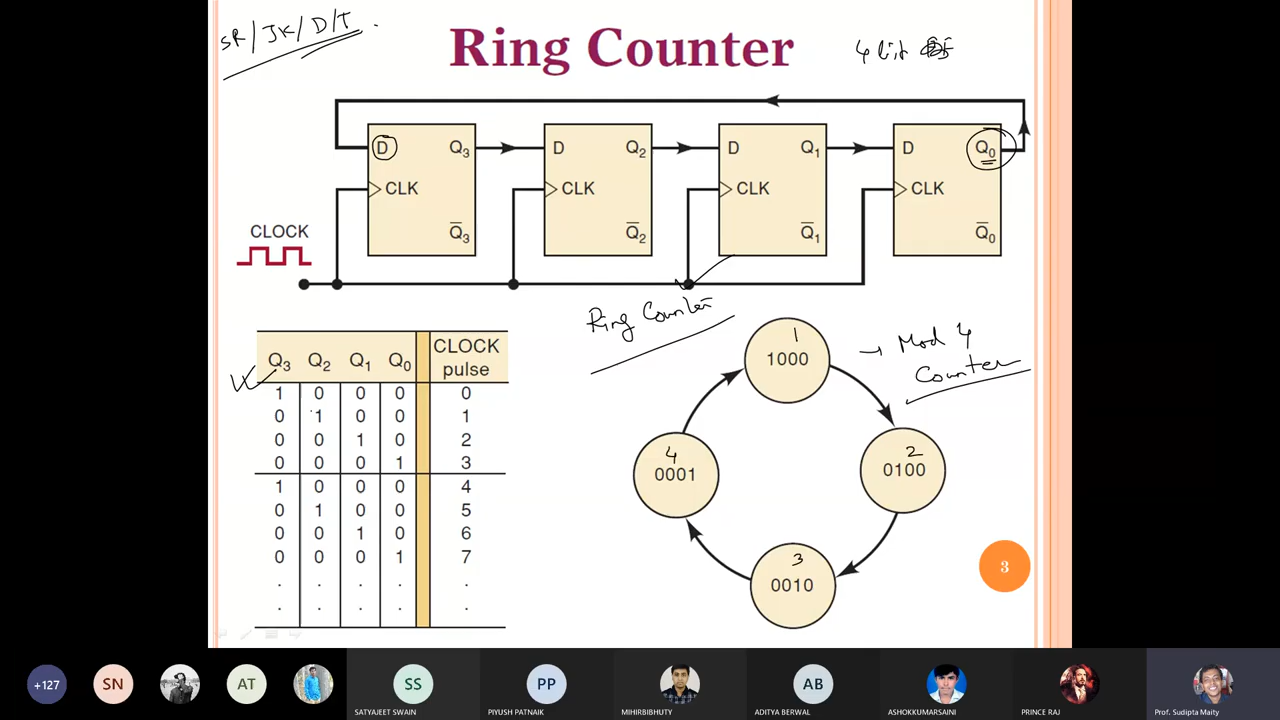 SR/JK/D/T
Ring Counter
4 bit
D Q3 D Q2 D Q1 D Q0
CLK CLK CLK CLK
Q̅3 Q̅2 Q̅1 Q̅0
CLOCK
Ring Counter
Q3 Q2 Q1 Q0 CLOCK pulse
1 0 0 0 0
0 1 0 0 1
0 0 1 0 2
0 0 0 1 3
1 0 0 0 4
0 1 0 0 5
0 0 1 0 6
0 0 0 1 7
. . . . .
. . . . .
1
1000
→ Mod 4
Counter
2
0100
4
0001
3
0010
3
+127
SN
AT
SS
SATYAJEET SWAIN
PP
PIYUSH PATNAIK
MIHIRBIBHUTY
AB
ADITYA BERWAL
ASHOKKUMARSAINI
PRINCE RAJ
Prof. Sudipta Maity